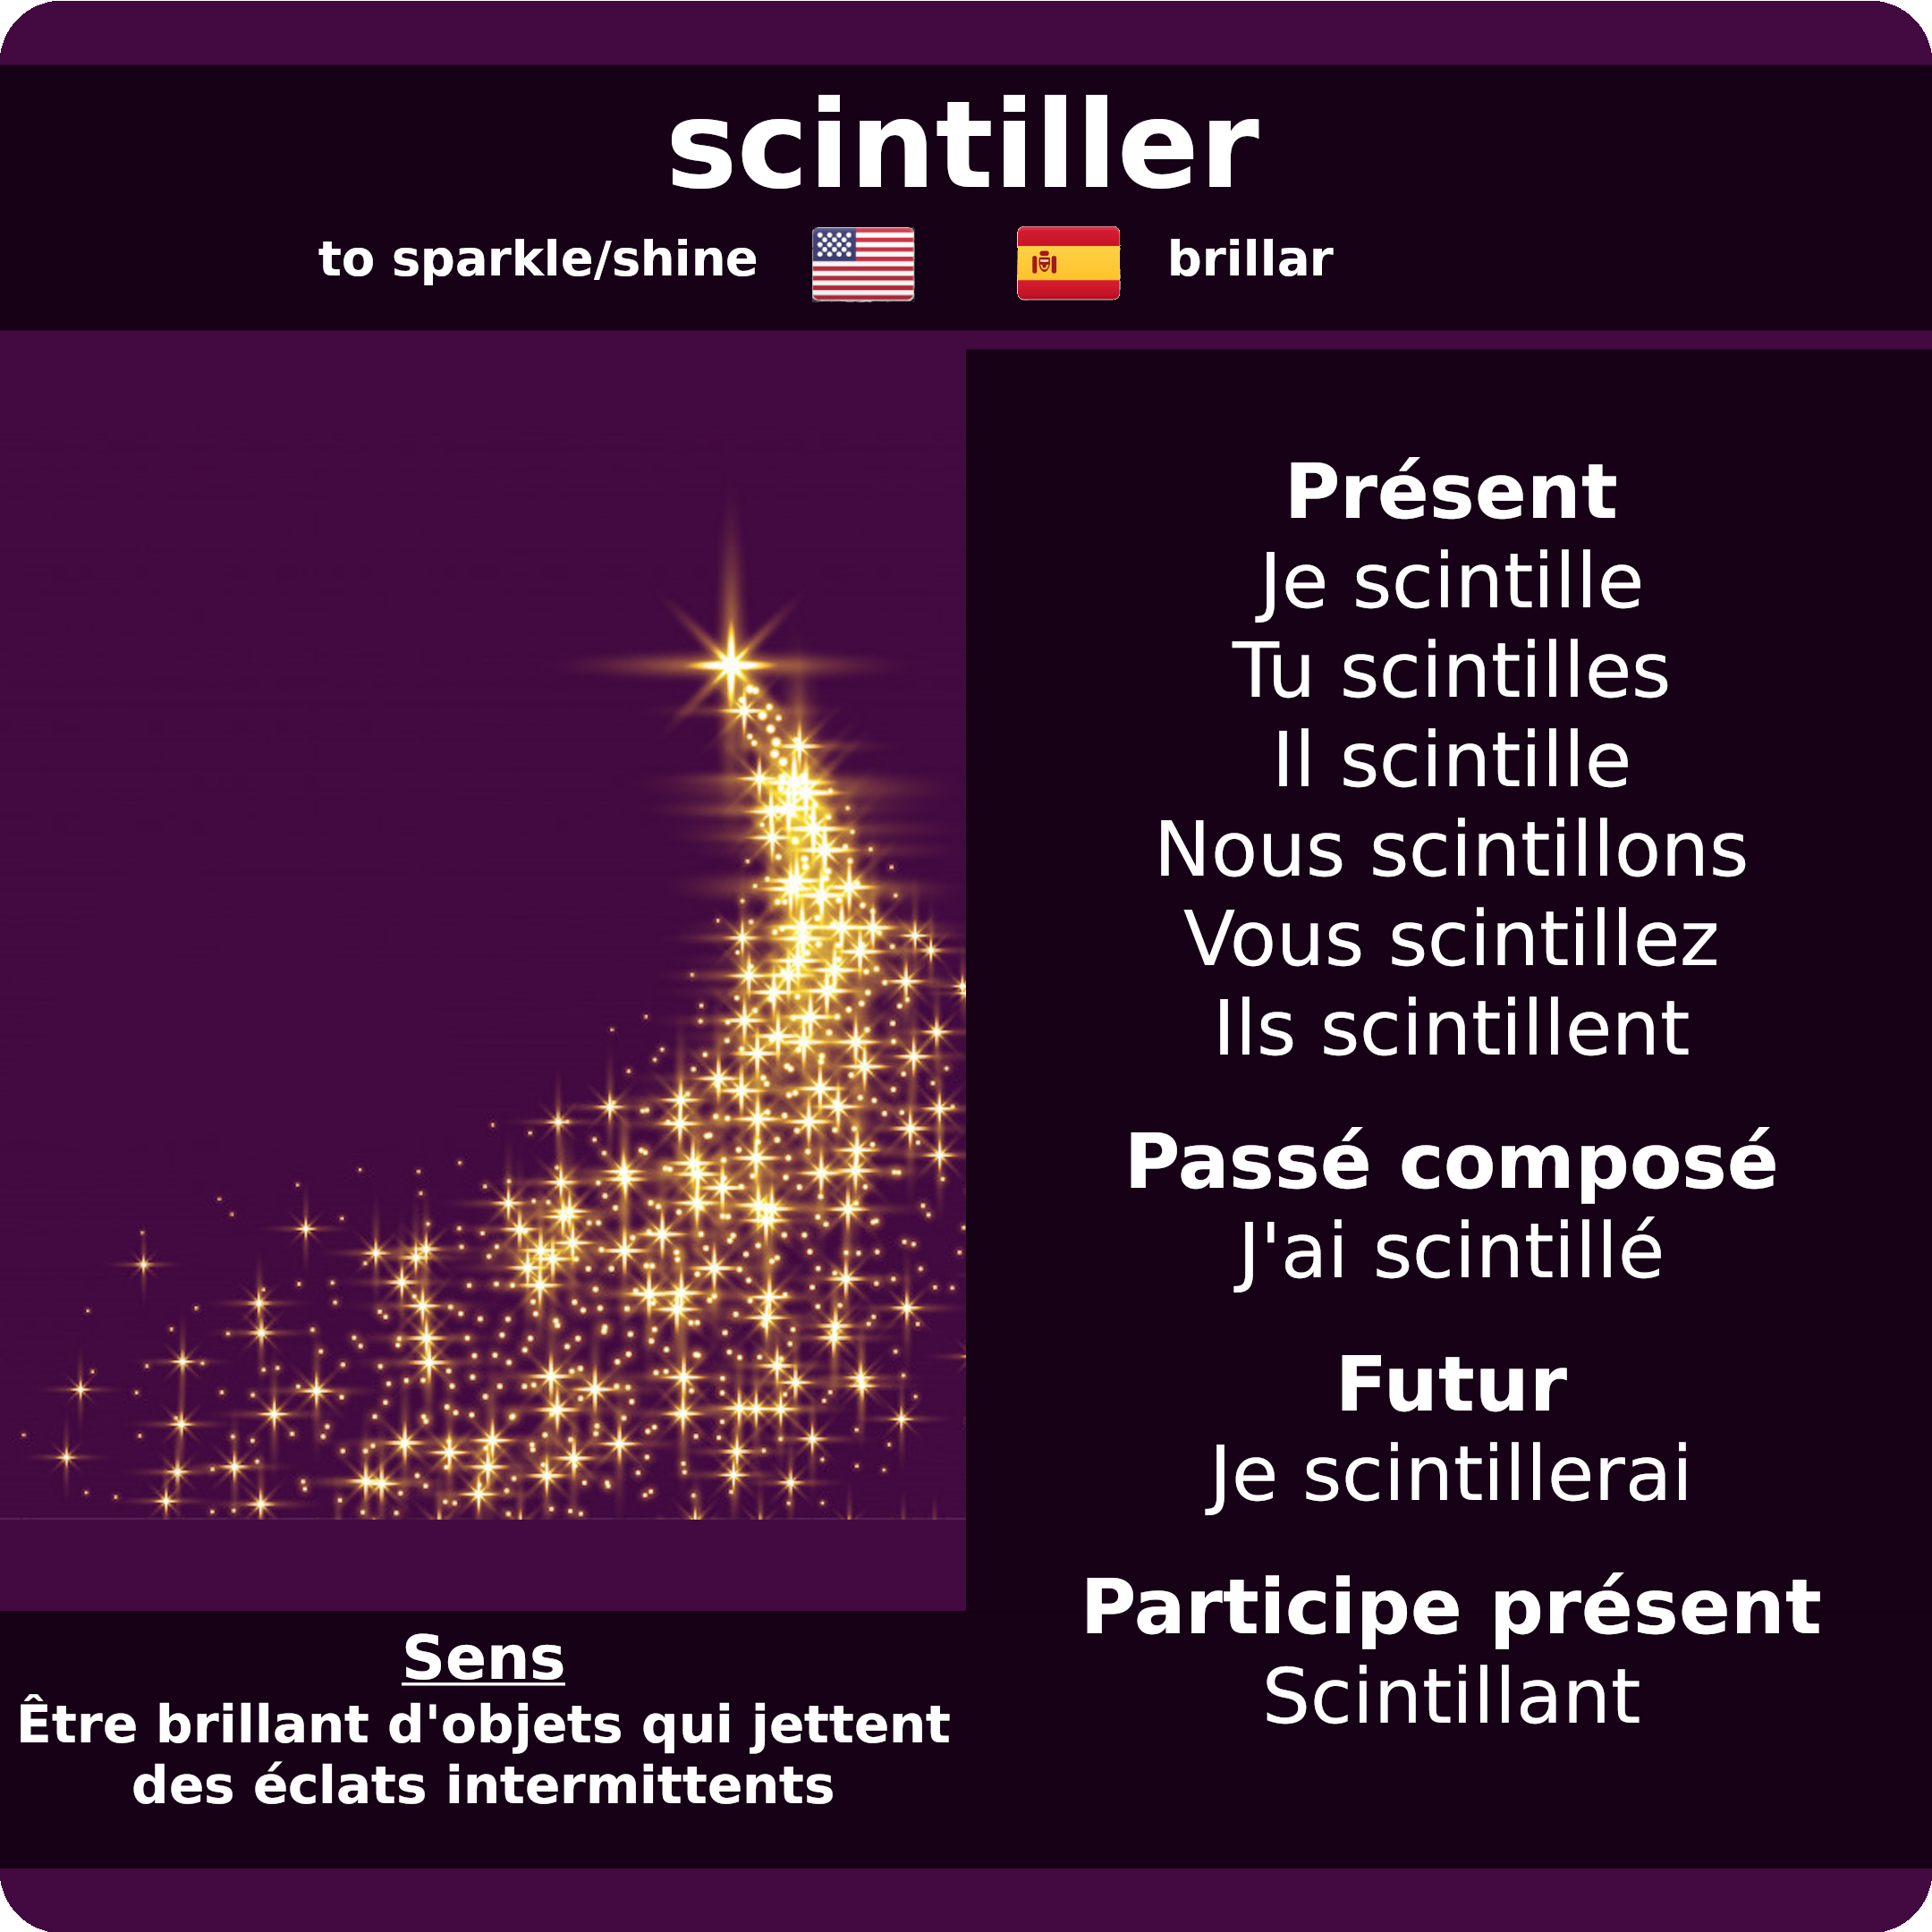 scintiller
to sparkle/shine
brillar
Présent
Je scintille
Tu scintilles
Il scintille
Nous scintillons
Vous scintillez
Ils scintillent
Passé composé
J'ai scintillé
Futur
Je scintillerai
Participe présent
Scintillant
Sens
Être brillant d'objets qui jettent
des éclats intermittents